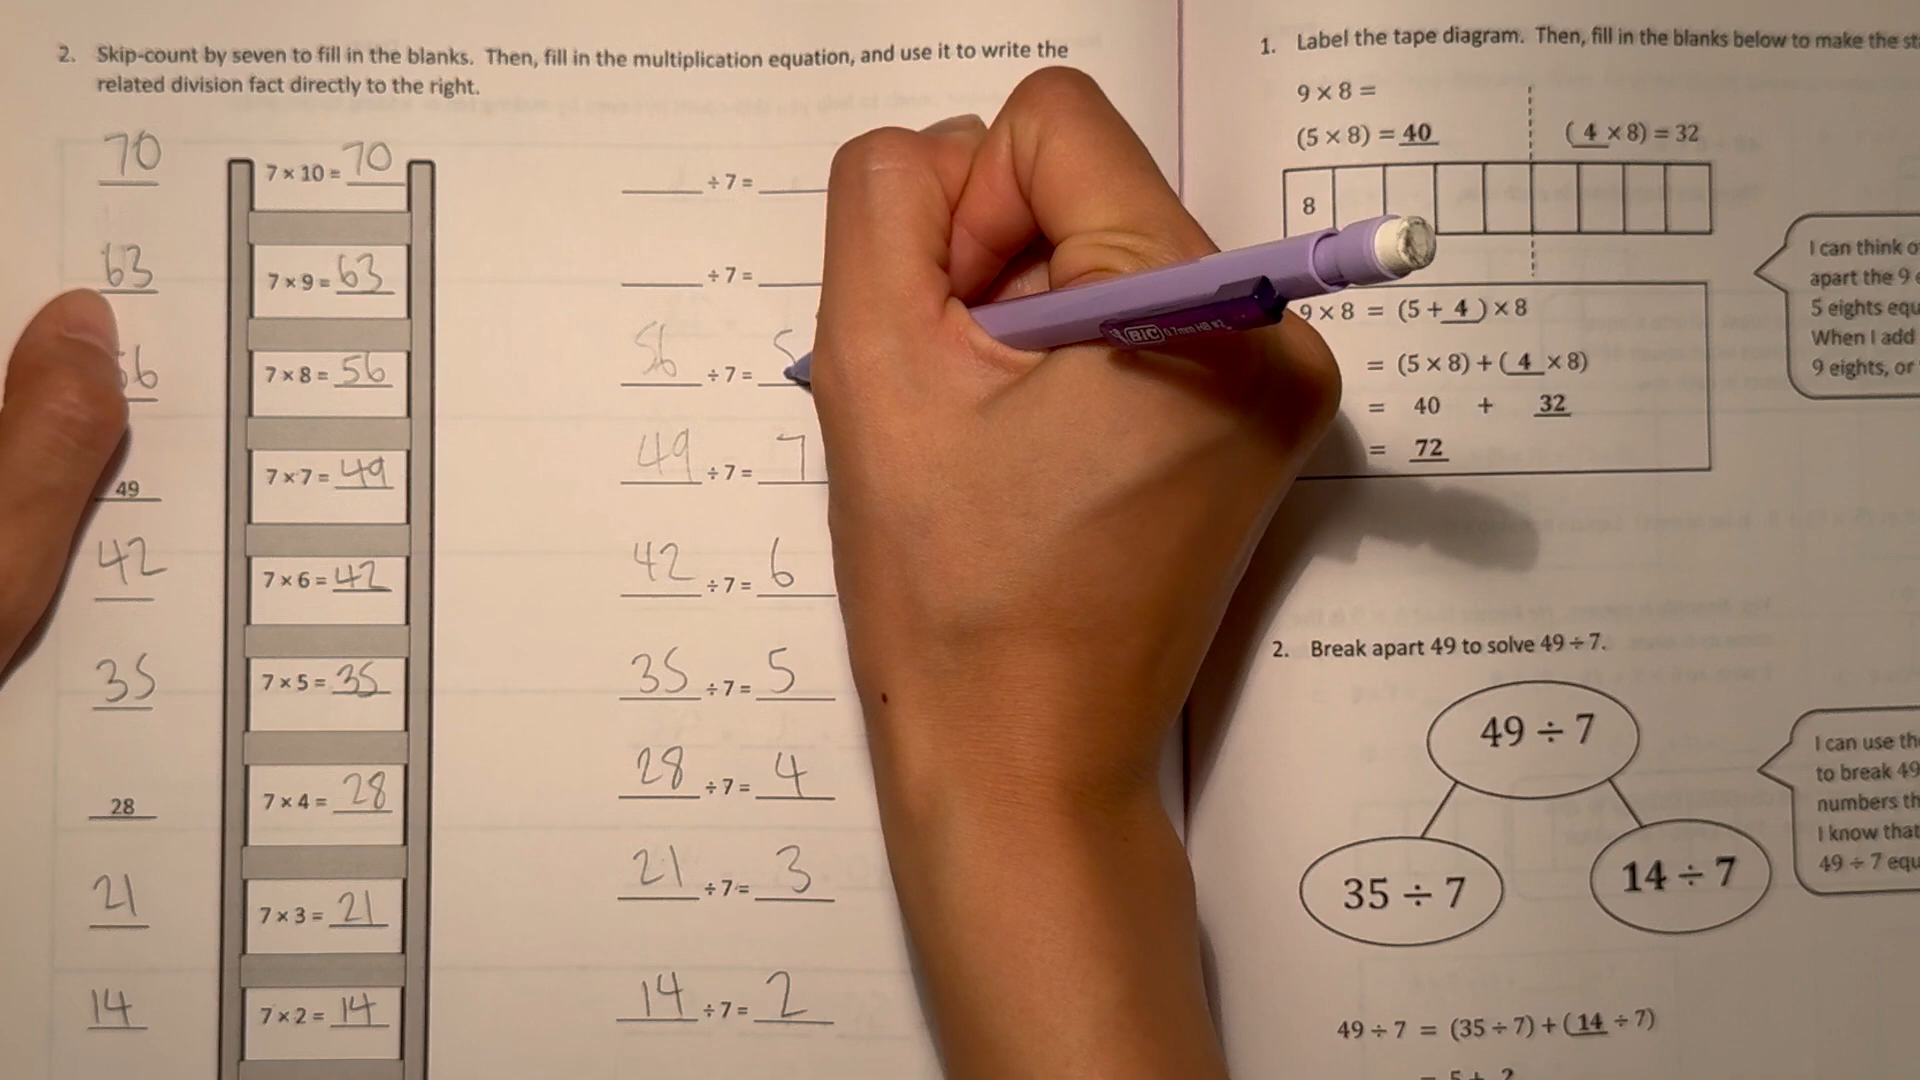 2. Skip-count by seven to fill in the blanks. Then, fill in the multiplication equation, and use it to write the
related division fact directly to the right.
70
7 × 10 = 70
÷ 7 =
63
7 × 9 = 63
÷ 7 =
7 × 8 = 56
56 ÷ 7 =
49
7 × 7 = 49
49 ÷ 7 = 7
42
7 × 6 = 42
42 ÷ 7 = 6
35
7 × 5 = 35
35 ÷ 7 = 5
28
7 × 4 = 28
28 ÷ 7 = 4
21
7 × 3 = 21
21 ÷ 7 = 3
14
7 × 2 = 14
14 ÷ 7 = 2
BIC 0.7mm HB #2
1. Label the tape diagram. Then, fill in the blanks below to make the
9 × 8 =
(5 × 8) = 40
(4 × 8) = 32
8
9 × 8 = (5 + 4) × 8
= (5 × 8) + (4 × 8)
= 40 + 32
= 72
I can think
apart the 9
5 eights
When I add
9 eights, or
2. Break apart 49 to solve 49 ÷ 7.
49 ÷ 7
35 ÷ 7
14 ÷ 7
I can use
to break 49
numbers
I know that
49 ÷ 7
49 ÷ 7 = (35 ÷ 7) + (14 ÷ 7)
= 5 + 2